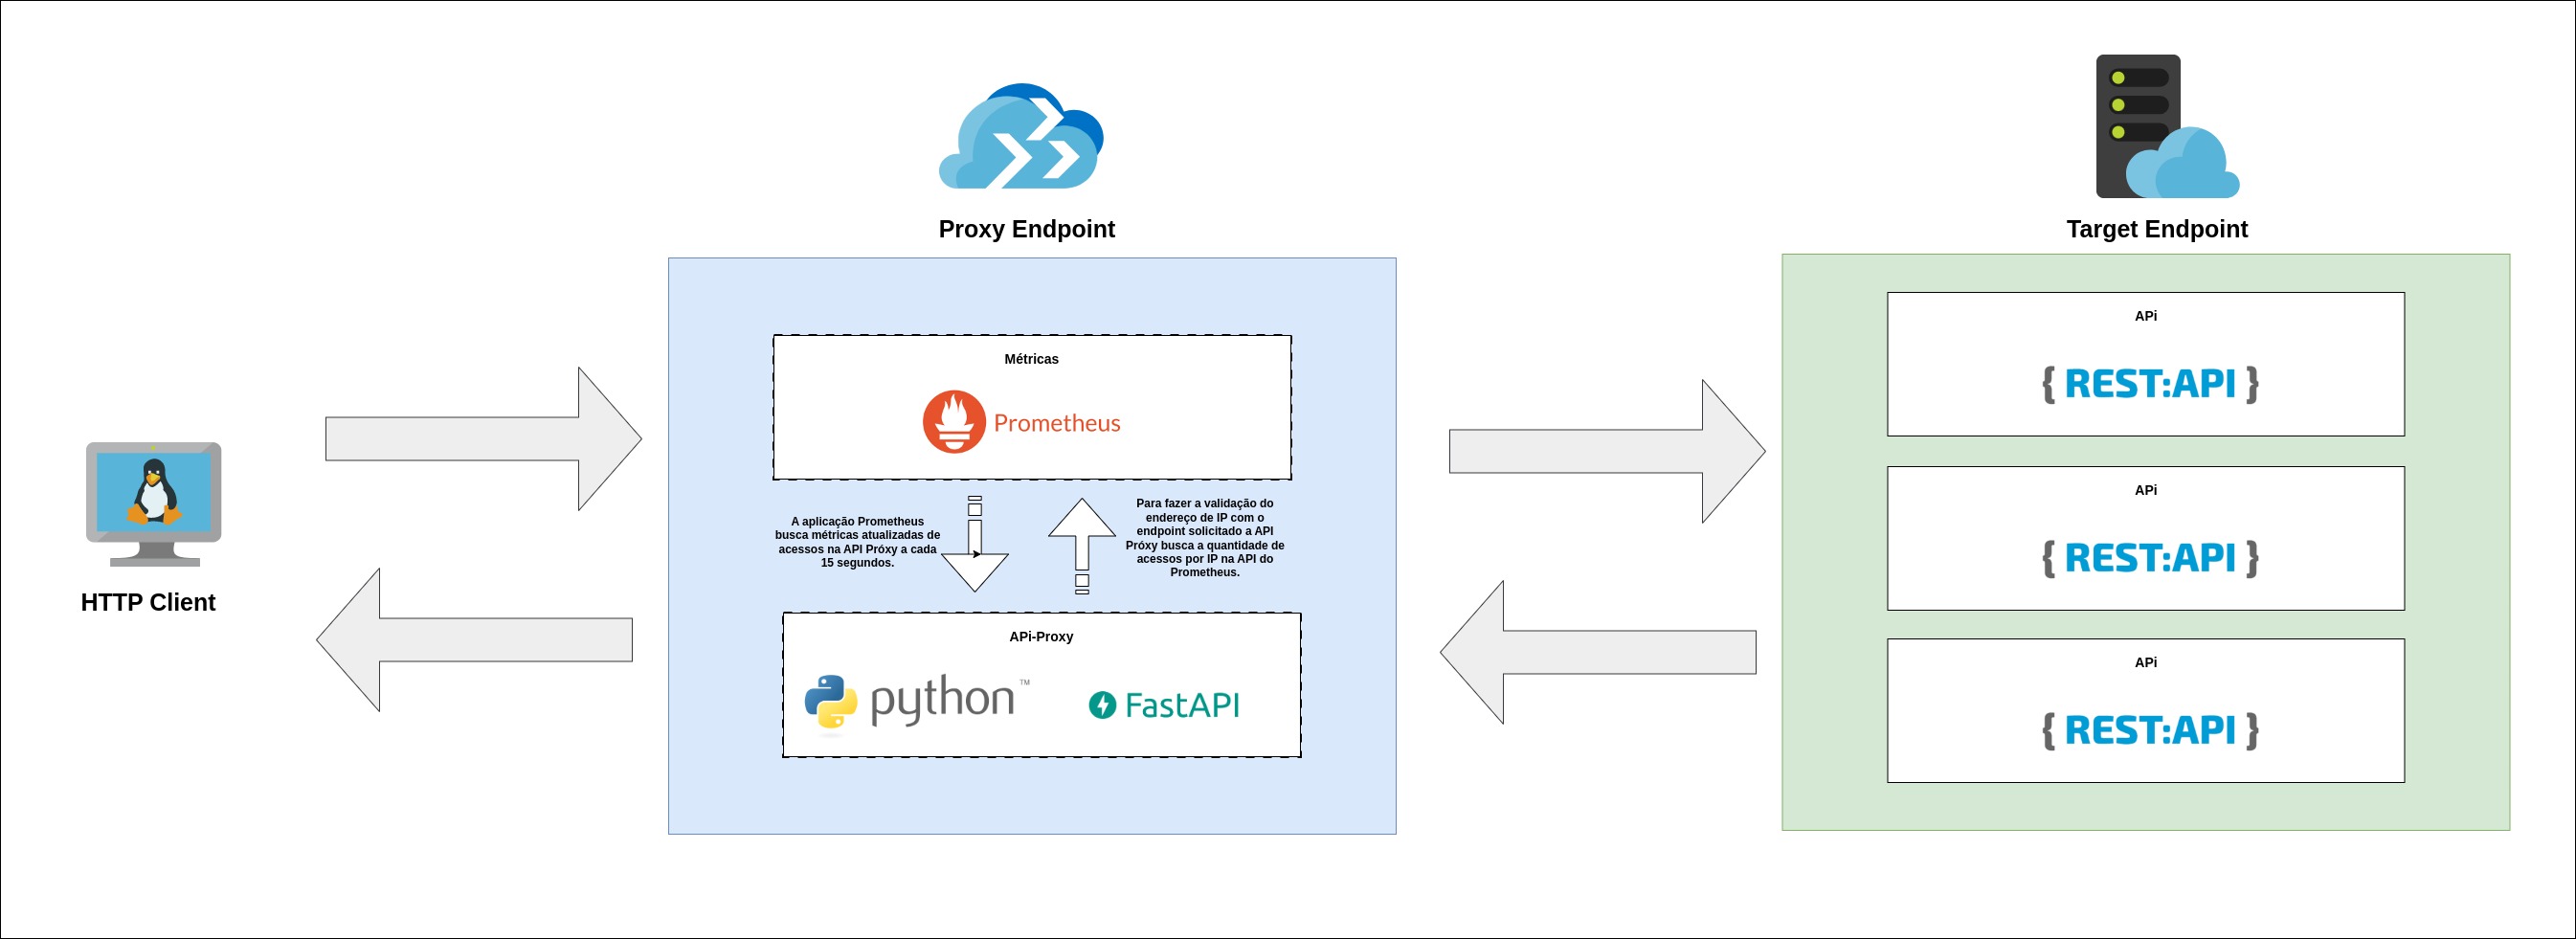 Proxy Endpoint
Target Endpoint
HTTP Client
Métricas
Prometheus
A aplicação Prometheus
busca métricas atualizadas de
acessos na API Próxy a cada
15 segundos.
Para fazer a validação do
endereço de IP com o
endpoint solicitado a API
Próxy busca a quantidade de
acessos por IP na API do
Prometheus.
APi-Proxy
python ™
FastAPI
APi
{ REST:API }
APi
{ REST:API }
APi
{ REST:API }